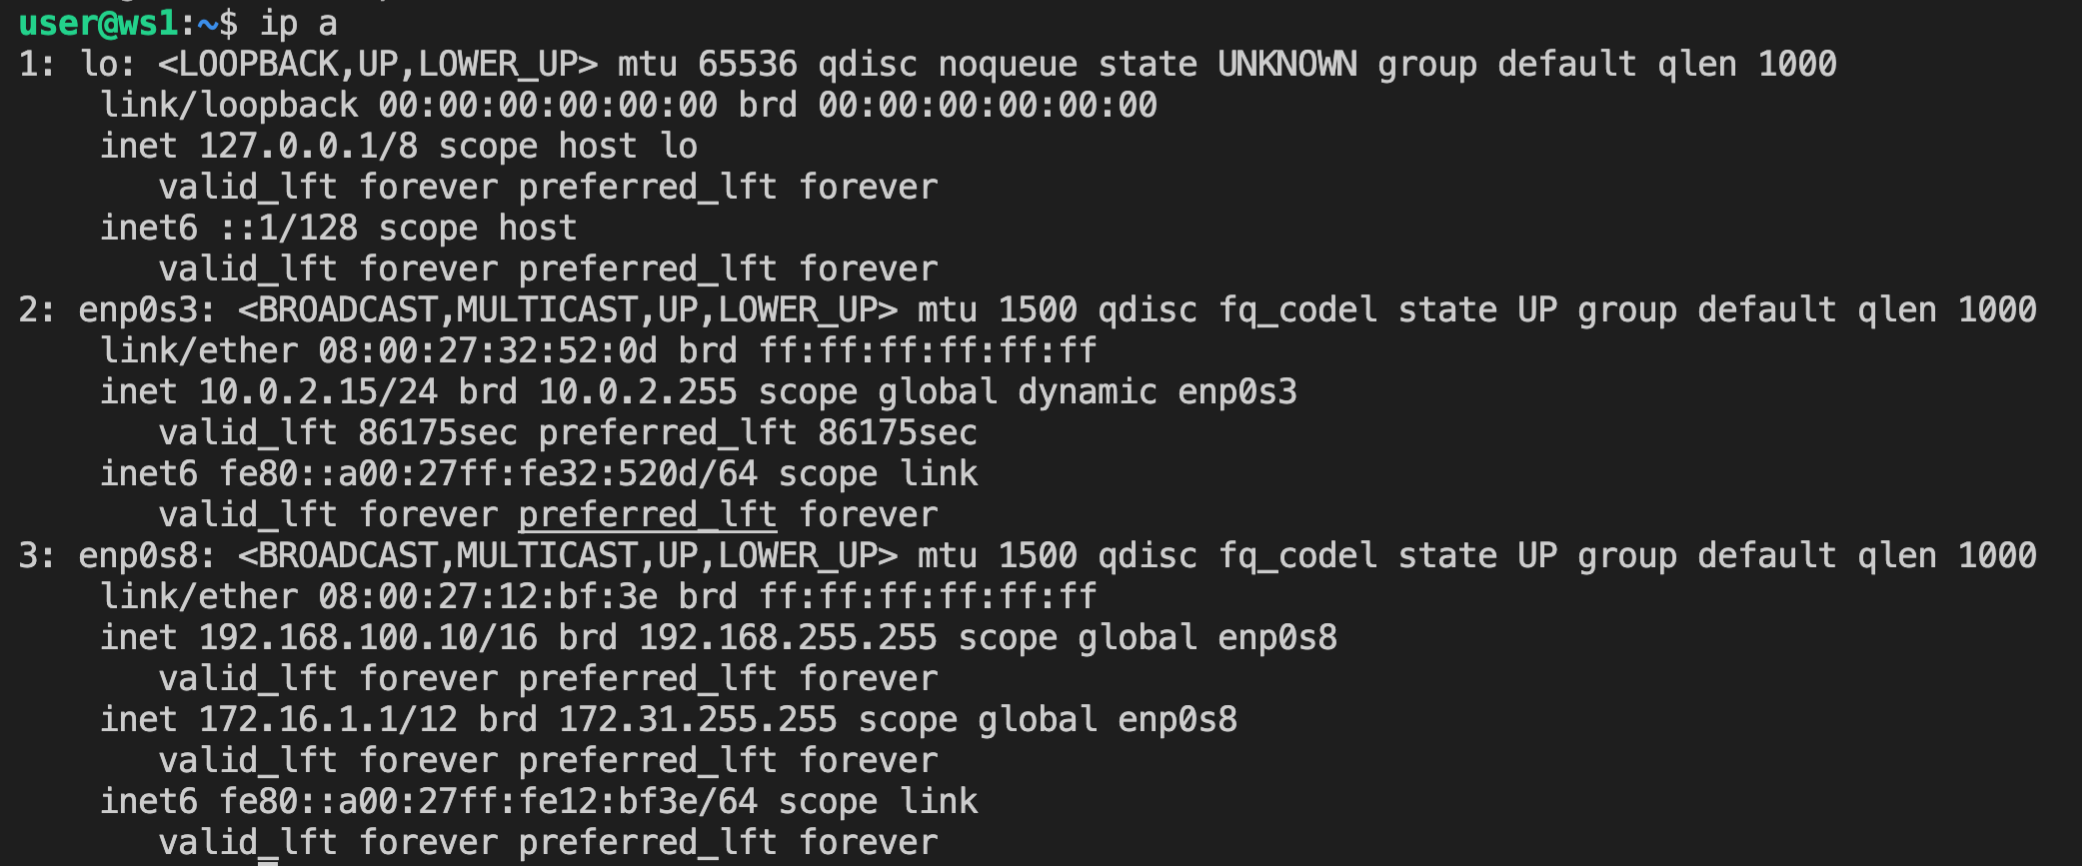 user@ws1:~$ ip a
1: lo: <LOOPBACK,UP,LOWER_UP> mtu 65536 qdisc noqueue state UNKNOWN group default qlen 1000
    link/loopback 00:00:00:00:00:00 brd 00:00:00:00:00:00
    inet 127.0.0.1/8 scope host lo
       valid_lft forever preferred_lft forever
    inet6 ::1/128 scope host
       valid_lft forever preferred_lft forever
2: enp0s3: <BROADCAST,MULTICAST,UP,LOWER_UP> mtu 1500 qdisc fq_codel state UP group default qlen 1000
    link/ether 08:00:27:32:52:0d brd ff:ff:ff:ff:ff:ff
    inet 10.0.2.15/24 brd 10.0.2.255 scope global dynamic enp0s3
       valid_lft 86175sec preferred_lft 86175sec
    inet6 fe80::a00:27ff:fe32:520d/64 scope link
       valid_lft forever preferred_lft forever
3: enp0s8: <BROADCAST,MULTICAST,UP,LOWER_UP> mtu 1500 qdisc fq_codel state UP group default qlen 1000
    link/ether 08:00:27:12:bf:3e brd ff:ff:ff:ff:ff:ff
    inet 192.168.100.10/16 brd 192.168.255.255 scope global enp0s8
       valid_lft forever preferred_lft forever
    inet 172.16.1.1/12 brd 172.31.255.255 scope global enp0s8
       valid_lft forever preferred_lft forever
    inet6 fe80::a00:27ff:fe12:bf3e/64 scope link
       valid_lft forever preferred_lft forever